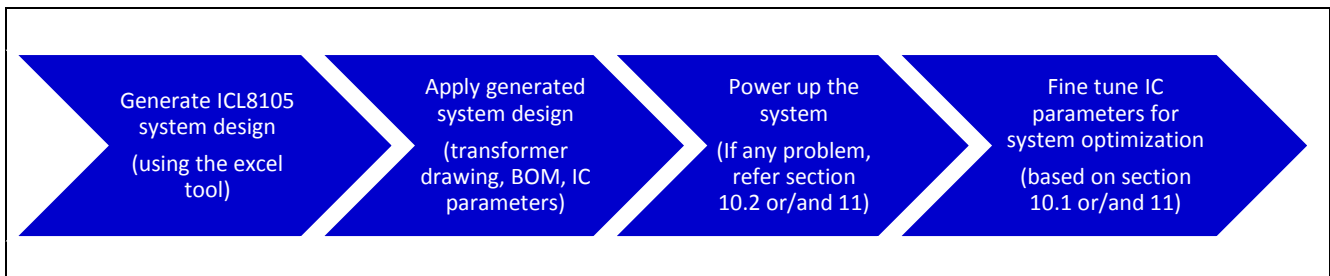 Generate ICL8105
system design
(using the excel
tool)
Apply generated
system design
(transformer
drawing, BOM, IC
parameters)
Power up the
system
(If any problem,
refer section
10.2 or/and 11)
Fine tune IC
parameters for
system optimization
(based on section
10.1 or/and 11)